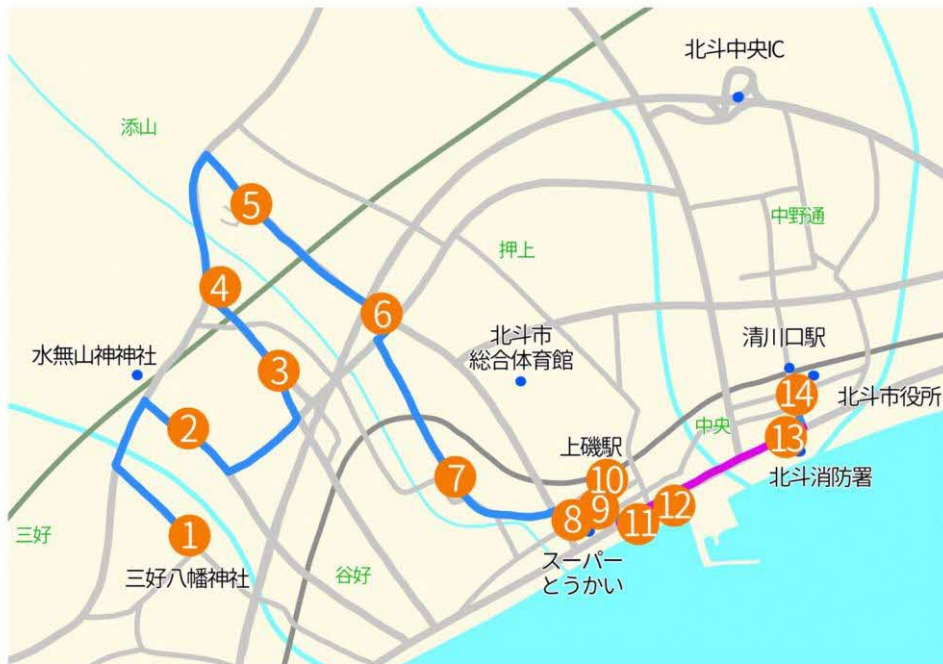 北斗中央IC
添山
5
中野通
押上
4
6
清川口駅
水無山神神社
北斗市
総合体育館
3
14
北斗市役所
2
中央
13
上磯駅
北斗消防署
7
10
9
12
8
11
1
三好
スーパー
とうかい
三好八幡神社
谷好